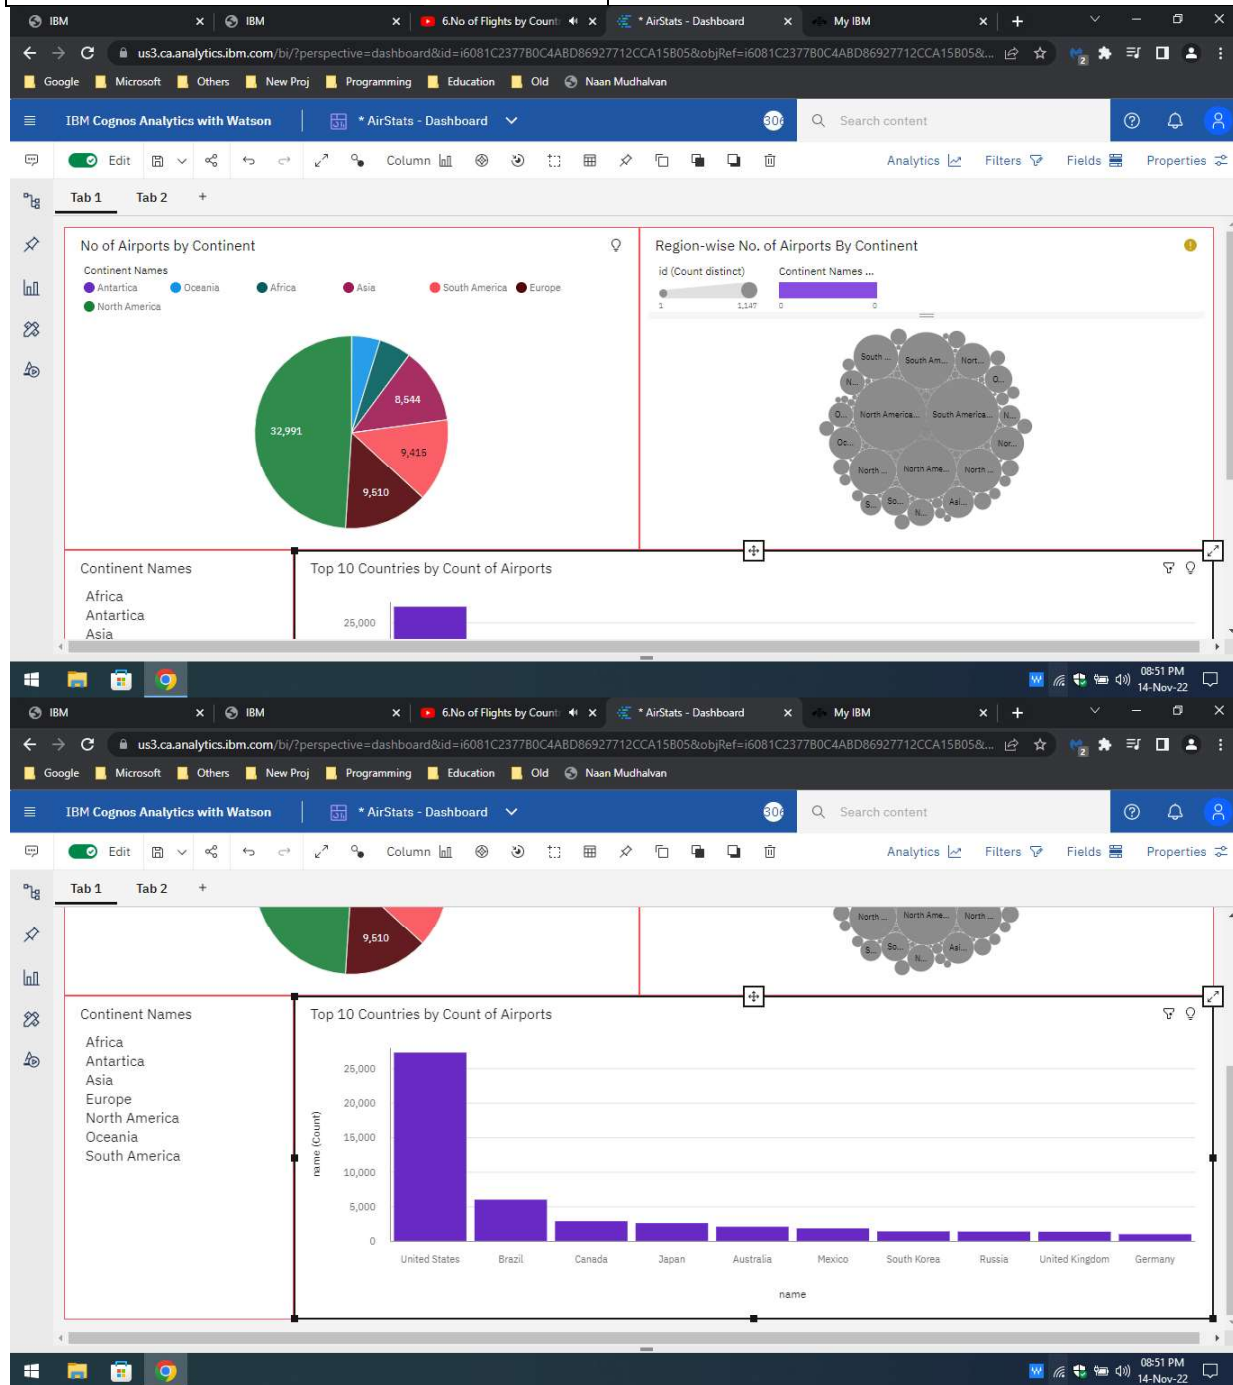 IBM
IBM
6.No of Flights by Count
* AirStats - Dashboard
My IBM
us3.ca.analytics.ibm.com/bi/?perspective=dashboard&id=i6081C2377B0C4ABD86927712CCA15B05&objRef=i6081C2377B0C4ABD86927712CCA15B05&...
Google Microsoft Others New Proj Programming Education Old Naan Mudhalvan
IBM Cognos Analytics with Watson * AirStats - Dashboard Search content
Edit Column Analytics Filters Fields Properties
Tab 1 Tab 2 +
No of Airports by Continent
Continent Names
Antartica Oceania Africa Asia South America Europe
North America
8,544
32,991
9,415
9,510
Region-wise No. of Airports By Continent
id (Count distinct) Continent Names ...
1 1,147 0 0
South ... South Am... Nort...
N... O...
O... North America... South America... N...
Oc... Nor...
North ... North Ame... North ...
S... So... N... Asi...
Continent Names
Africa
Antartica
Asia
Top 10 Countries by Count of Airports
25,000
08:51 PM
14-Nov-22
IBM
IBM
6.No of Flights by Count
* AirStats - Dashboard
My IBM
us3.ca.analytics.ibm.com/bi/?perspective=dashboard&id=i6081C2377B0C4ABD86927712CCA15B05&objRef=i6081C2377B0C4ABD86927712CCA15B05&...
Google Microsoft Others New Proj Programming Education Old Naan Mudhalvan
IBM Cognos Analytics with Watson * AirStats - Dashboard Search content
Edit Column Analytics Filters Fields Properties
Tab 1 Tab 2 +
9,510
North ... North Ame... North ...
S... So... N... Asi...
Continent Names
Africa
Antartica
Asia
Europe
North America
Oceania
South America
Top 10 Countries by Count of Airports
name (Count)
25,000
20,000
15,000
10,000
5,000
0
United States Brazil Canada Japan Australia Mexico South Korea Russia United Kingdom Germany
name
08:51 PM
14-Nov-22